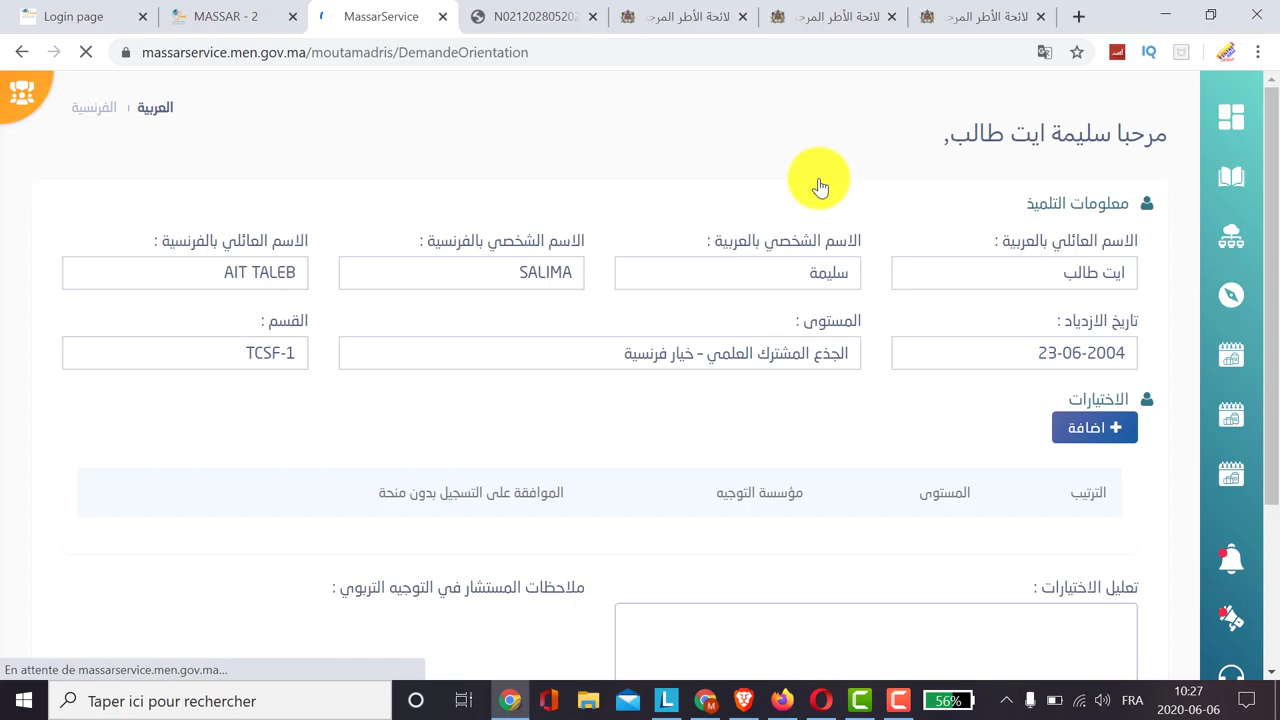 Login page
MASSAR - 2
MassarService
N021202805202
لائحة الأطر المرجـ
لائحة الأطر المرجـ
لائحة الأطر المرجـ
massarservice.men.gov.ma/moutamadris/DemandeOrientation
العربية | الفرنسية
مرحبا سليمة ايت طالب,
معلومات التلميذ
الاسم العائلي بالعربية : الاسم الشخصي بالعربية : الاسم الشخصي بالفرنسية : الاسم العائلي بالفرنسية :
ايت طالب سليمة SALIMA AIT TALEB
تاريخ الازدياد : المستوى : القسم :
23-06-2004 الجذع المشترك العلمي - خيار فرنسية TCSF-1
الاختيارات
+ اضافة
الترتيب المستوى مؤسسة التوجيه الموافقة على التسجيل بدون منحة
تعليل الاختيارات : ملاحظات المستشار في التوجيه التربوي :
En attente de massarservice.men.gov.ma...
Taper ici pour rechercher
56%
FRA
10:27
2020-06-06